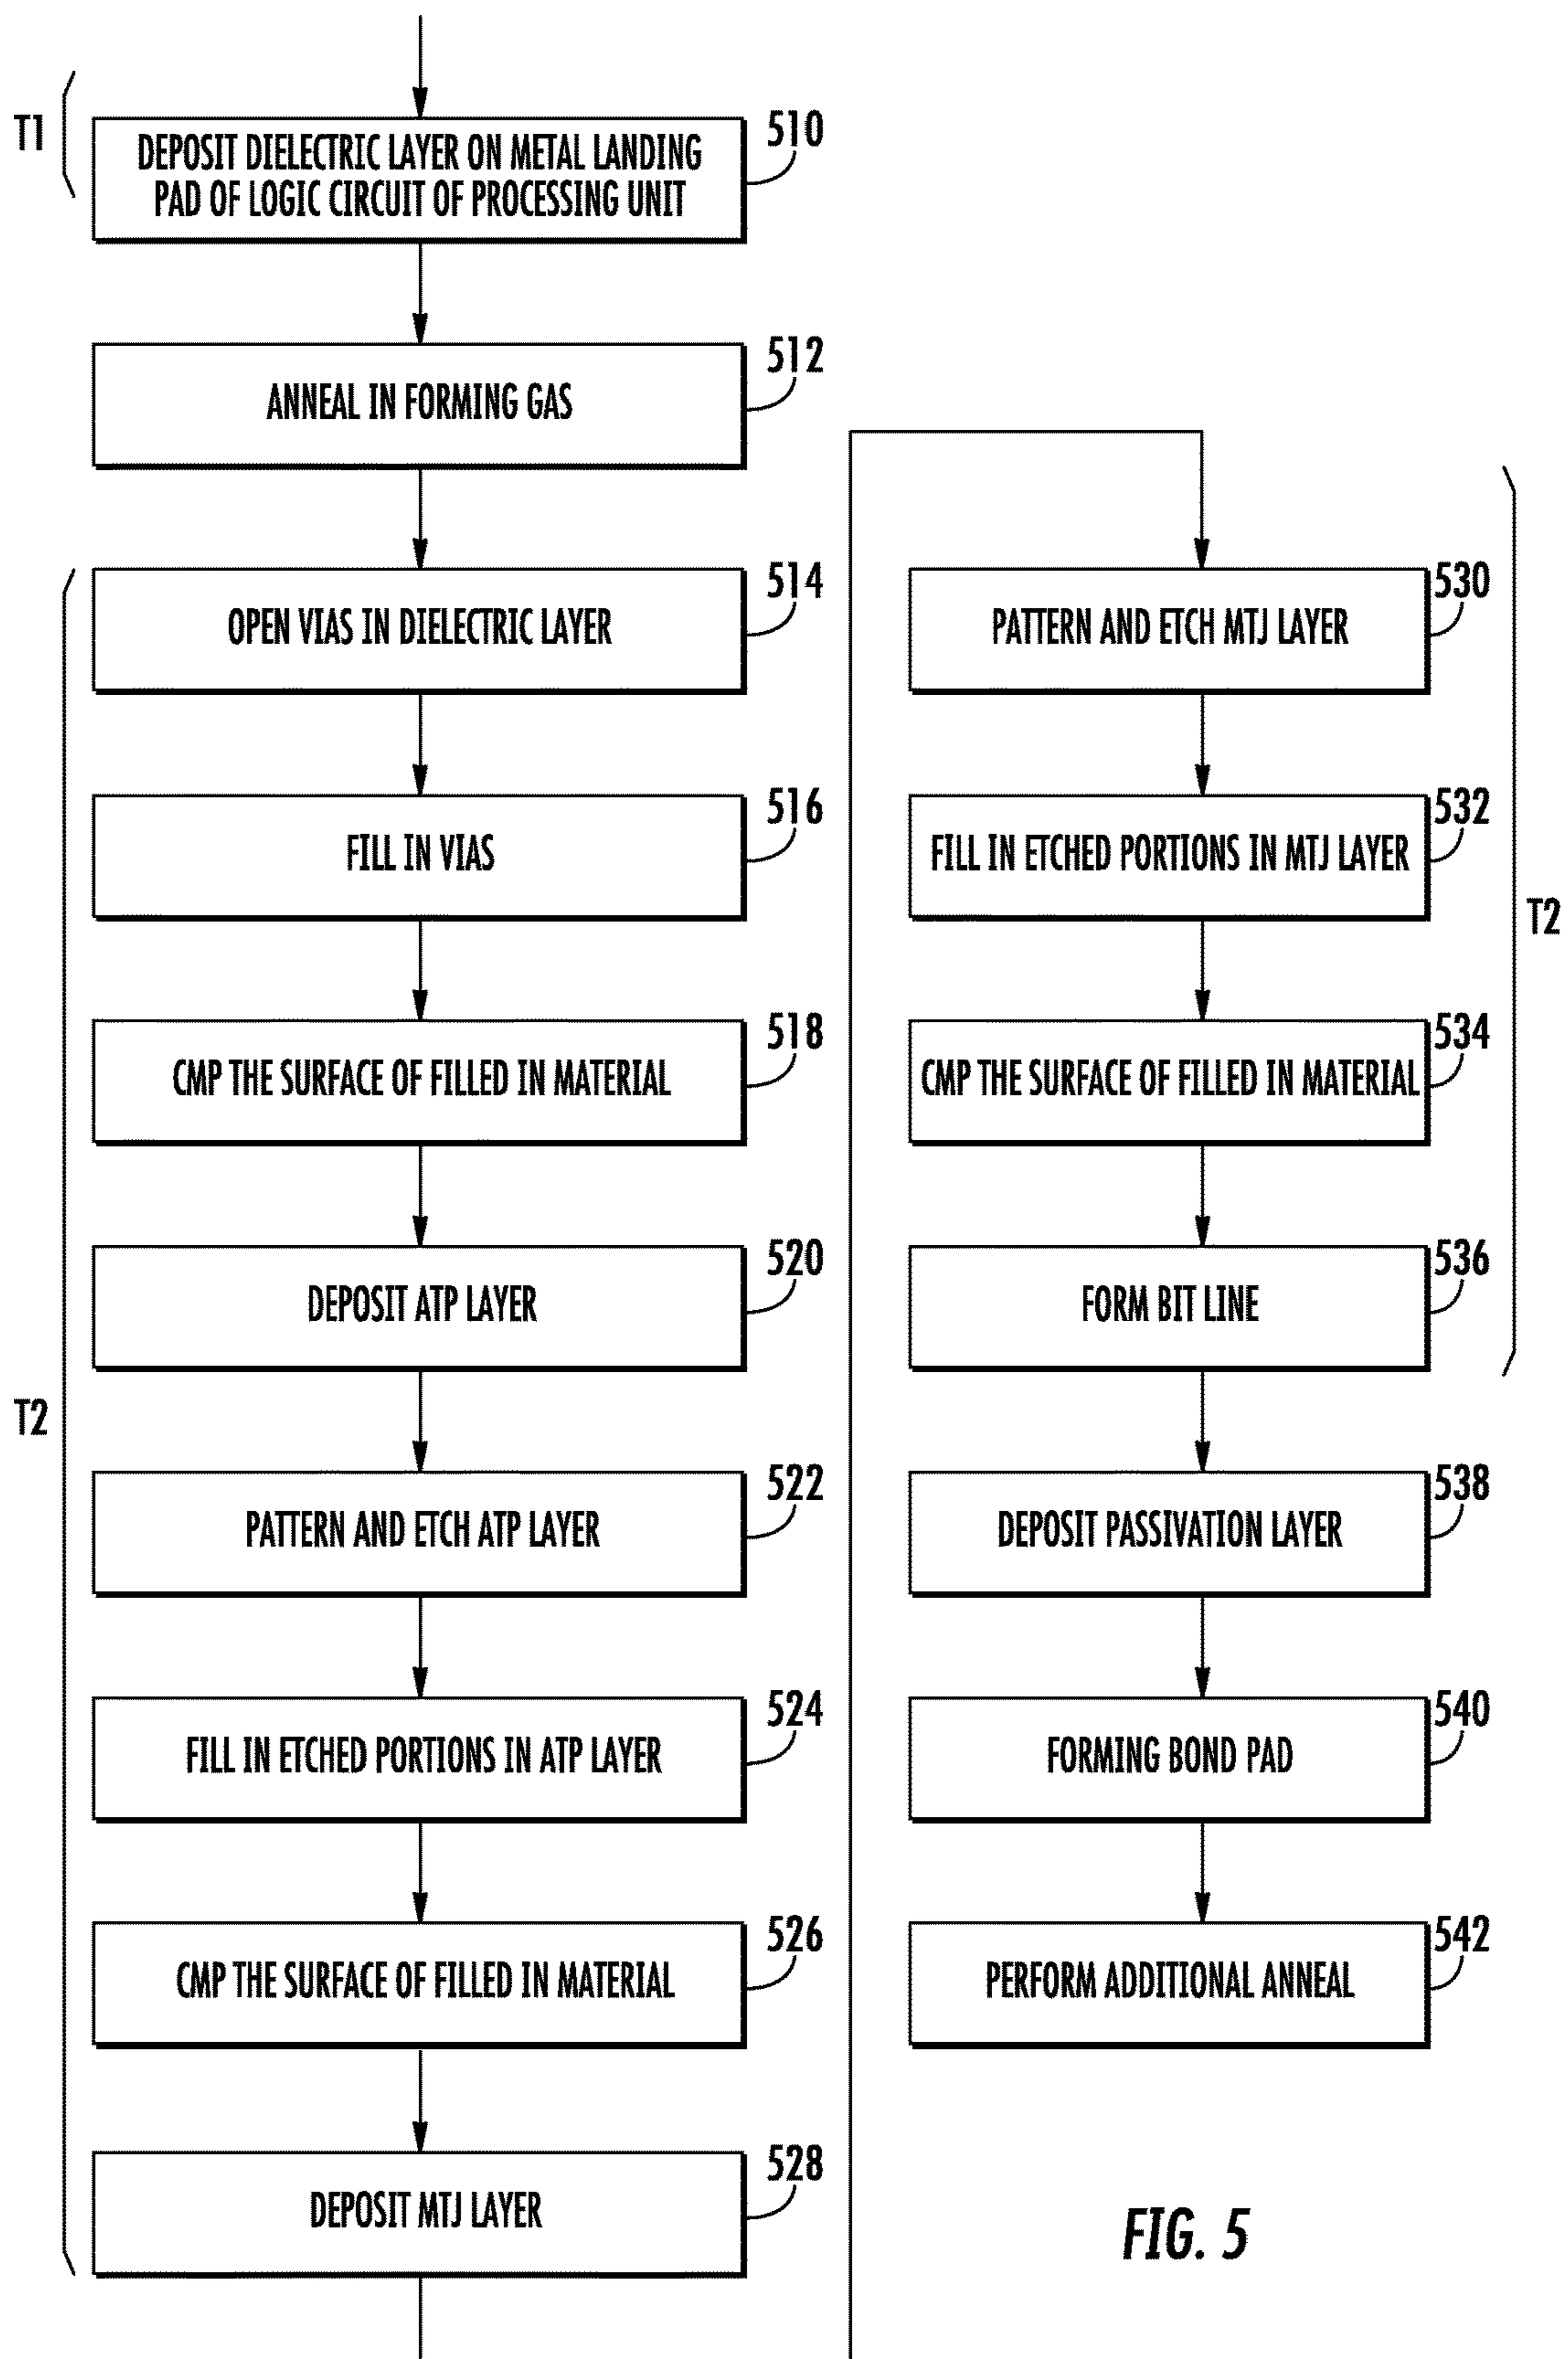 T1
DEPOSIT DIELECTRIC LAYER ON METAL LANDING
PAD OF LOGIC CIRCUIT OF PROCESSING UNIT
510
ANNEAL IN FORMING GAS
512
T2
OPEN VIAS IN DIELECTRIC LAYER
514
FILL IN VIAS
516
CMP THE SURFACE OF FILLED IN MATERIAL
518
DEPOSIT ATP LAYER
520
PATTERN AND ETCH ATP LAYER
522
FILL IN ETCHED PORTIONS IN ATP LAYER
524
CMP THE SURFACE OF FILLED IN MATERIAL
526
DEPOSIT MTJ LAYER
528
PATTERN AND ETCH MTJ LAYER
530
FILL IN ETCHED PORTIONS IN MTJ LAYER
532
T2
CMP THE SURFACE OF FILLED IN MATERIAL
534
FORM BIT LINE
536
DEPOSIT PASSIVATION LAYER
538
FORMING BOND PAD
540
PERFORM ADDITIONAL ANNEAL
542
FIG. 5